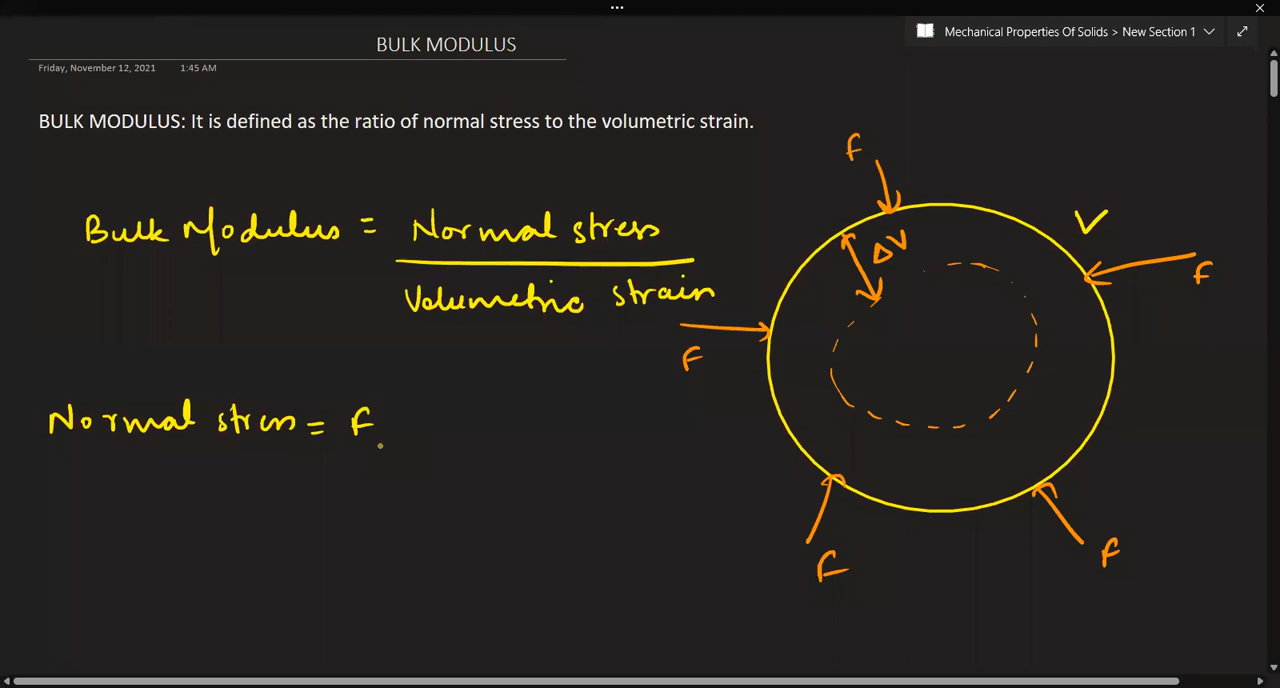 BULK MODULUS
Mechanical Properties Of Solids > New Section 1
Friday, November 12, 2021 1:45 AM
BULK MODULUS: It is defined as the ratio of normal stress to the volumetric strain.
Bulk Modulus = Normal stress
Volumetric strain
Normal stress = F
F
V
ΔV
F
F
F
F